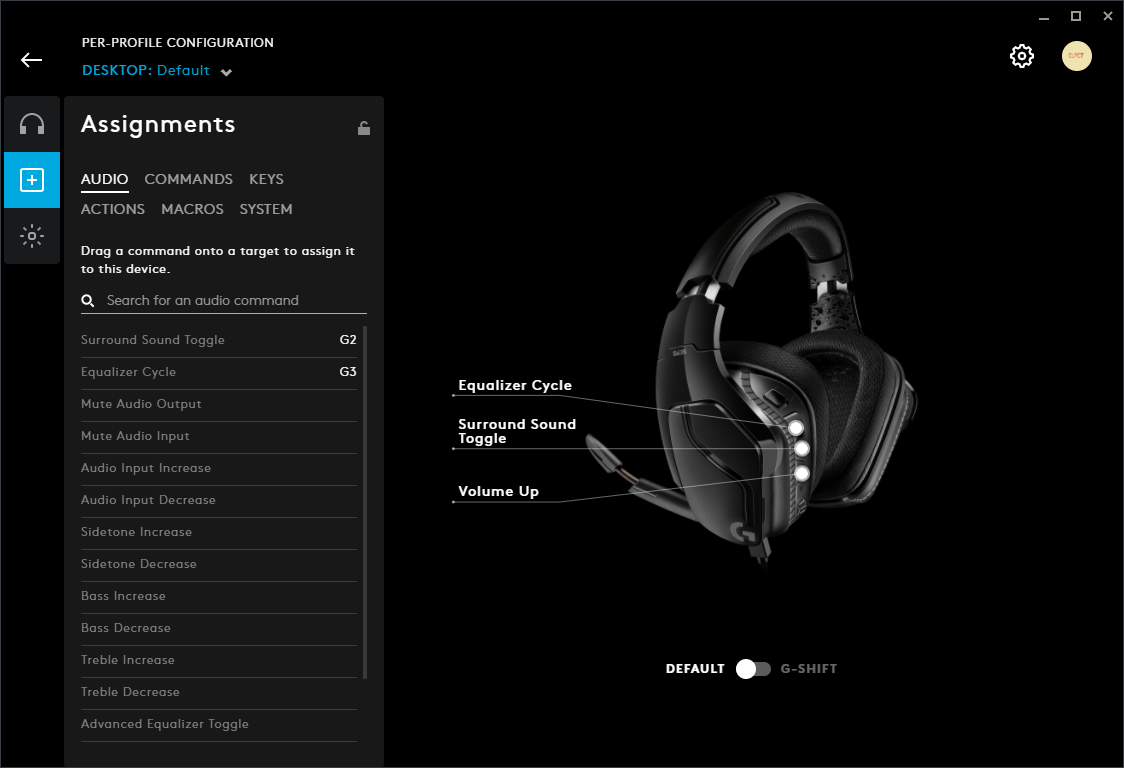 PER-PROFILE CONFIGURATION
DESKTOP: Default
Assignments
AUDIO COMMANDS KEYS
ACTIONS MACROS SYSTEM
Drag a command onto a target to assign it
to this device.
Search for an audio command
Surround Sound Toggle G2
Equalizer Cycle G3
Mute Audio Output
Mute Audio Input
Audio Input Increase
Audio Input Decrease
Sidetone Increase
Sidetone Decrease
Bass Increase
Bass Decrease
Treble Increase
Treble Decrease
Advanced Equalizer Toggle
Equalizer Cycle
Surround Sound
Toggle
Volume Up
DEFAULT G-SHIFT